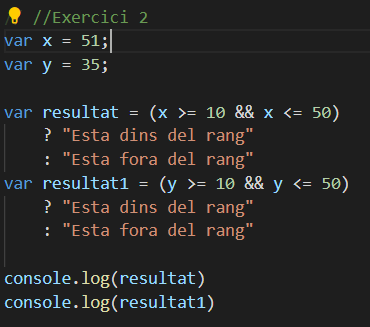 //Exercici 2
var x = 51;
var y = 35;
var resultat = (x >= 10 && x <= 50)
? "Esta dins del rang"
: "Esta fora del rang"
var resultat1 = (y >= 10 && y <= 50)
? "Esta dins del rang"
: "Esta fora del rang"
console.log(resultat)
console.log(resultat1)